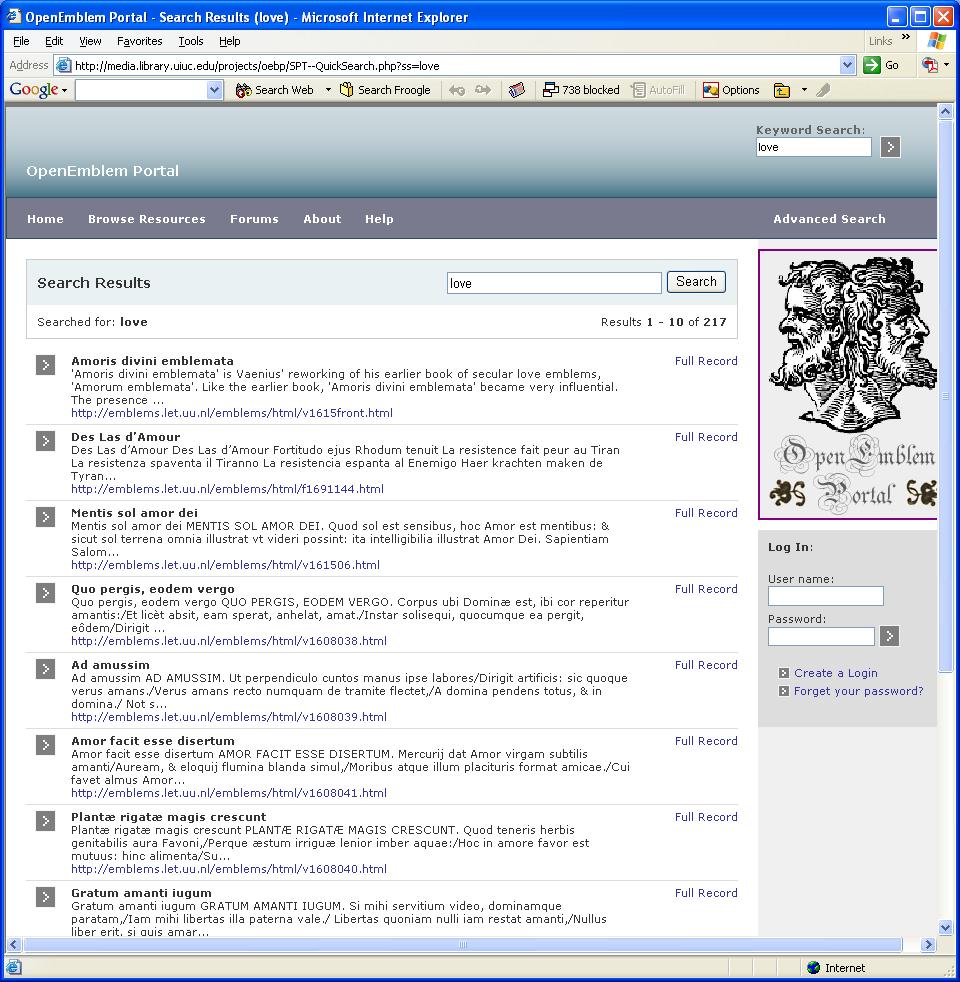 OpenEmblem Portal - Search Results (love) - Microsoft Internet Explorer
File Edit View Favorites Tools Help Links »
Address http://media.library.uiuc.edu/projects/oebp/SPT--QuickSearch.php?ss=love Go
Google Search Web Search Froogle 738 blocked AutoFill Options
Keyword Search:
love
OpenEmblem Portal
Home Browse Resources Forums About Help Advanced Search
Search Results love Search
Searched for: love Results 1 - 10 of 217
Amoris divini emblemata Full Record
'Amoris divini emblemata' is Vaenius' reworking of his earlier book of secular love emblems,
'Amorum emblemata'. Like the earlier book, 'Amoris divini emblemata' became very influential.
The presence ...
http://emblems.let.uu.nl/emblems/html/v1615front.html
Des Las d’Amour Full Record
Des Las d’Amour Des Las d’Amour Fortitudo ejus Rhodum tenuit La resistence fait peur au Tiran
La resistenza spaventa il Tiranno La resistencia espanta al Enemigo Haer krachten maken de
Tyran...
http://emblems.let.uu.nl/emblems/html/f1691144.html
Mentis sol amor dei Full Record
Mentis sol amor dei MENTIS SOL AMOR DEI. Quod sol est sensibus, hoc Amor est mentibus: &
sicut sol terrena omnia illustrat vt videri possint: ita intelligibilia illustrat Amor Dei. Sapientiam
Salom...
http://emblems.let.uu.nl/emblems/html/v161506.html
Quo pergis, eodem vergo Full Record
Quo pergis, eodem vergo QUO PERGIS, EODEM VERGO. Corpus ubi Dominæ est, ibi cor reperitur
amantis:/Et licèt absit, eam sperat, anhelat, amat./Instar solisequi, quocumque ea pergit,
eôdem/Dirigit ...
http://emblems.let.uu.nl/emblems/html/v1608038.html
Ad amussim Full Record
Ad amussim AD AMUSSIM. Ut perpendiculo cuntos manus ipse labores/Dirigit artificis: sic quoque
verus amans./Verus amans recto numquam de tramite flectet,/A domina pendens totus, & in
domina./ Not s...
http://emblems.let.uu.nl/emblems/html/v1608039.html
Amor facit esse disertum Full Record
Amor facit esse disertum AMOR FACIT ESSE DISERTUM. Mercurij dat Amor virgam subtilis
amanti/Auream, & eloquij flumina blanda simul,/Moribus atque illum placituris format amicae./Cui
favet almus Amor...
http://emblems.let.uu.nl/emblems/html/v1608041.html
Plantæ rigatæ magis crescunt Full Record
Plantæ rigatæ magis crescunt PLANTÆ RIGATÆ MAGIS CRESCUNT. Quod teneris herbis
genitabilis aura Favoni,/Perque æstum irriguæ lenior imber aquae:/Hoc in amore favor est
mutuus: hinc alimenta/Su...
http://emblems.let.uu.nl/emblems/html/v1608040.html
Gratum amanti iugum Full Record
Gratum amanti iugum GRATUM AMANTI IUGUM. Si mihi servitium video, dominamque
paratam,/Iam mihi libertas illa paterna vale./ Libertas quoniam nulli iam restat amanti,/Nullus
liber erit, si quis amar...
Open Emblem
Portal
Log In:
User name:
Password:
Create a Login
Forget your password?
Internet